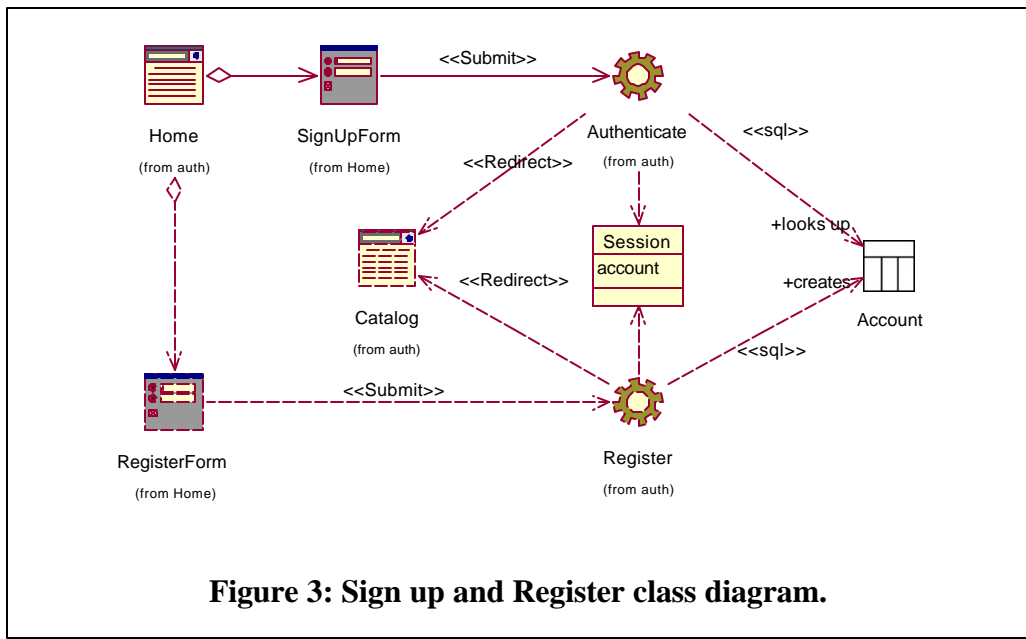 <<Submit>>
Home
(from auth)
SignUpForm
(from Home)
Authenticate
(from auth)
<<sql>>
<<Redirect>>
+looks up
Session
account
<<Redirect>>
+creates
Catalog
(from auth)
Account
<<sql>>
<<Submit>>
RegisterForm
(from Home)
Register
(from auth)
Figure 3: Sign up and Register class diagram.